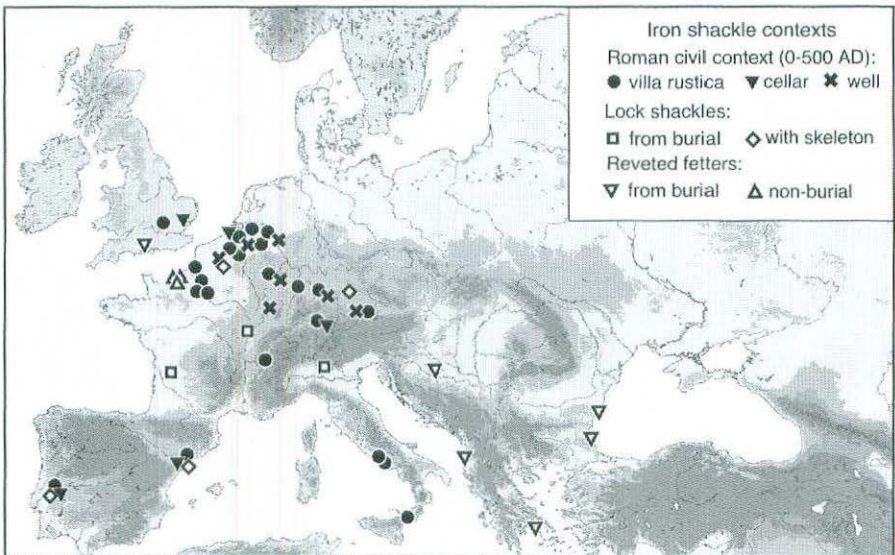 Iron shackle contexts
Roman civil context (0-500 AD):
villa rustica cellar well
Lock shackles:
from burial with skeleton
Reveted fetters:
from burial non-burial